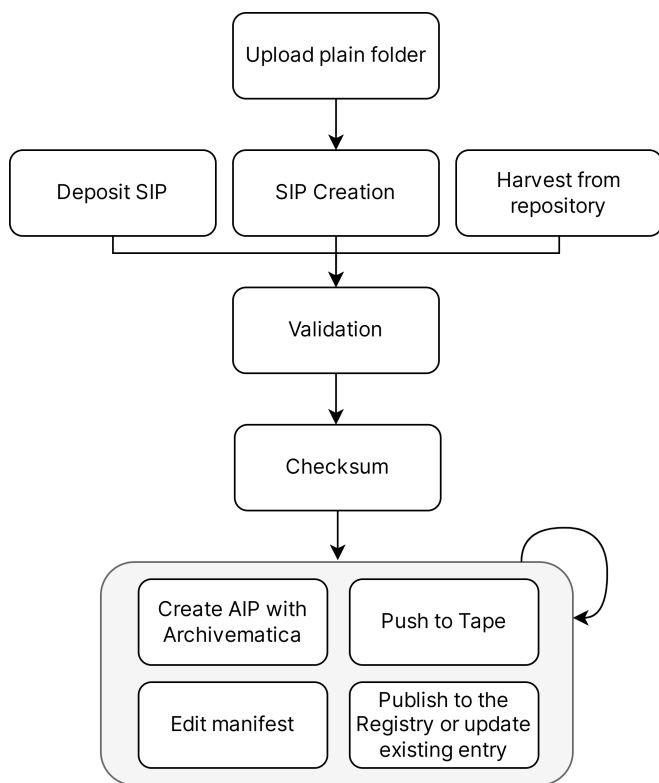 Upload plain folder
Deposit SIP
SIP Creation
Harvest from
repository
Validation
Checksum
Create AIP with
Archivematica
Push to Tape
Edit manifest
Publish to the
Registry or update
existing entry